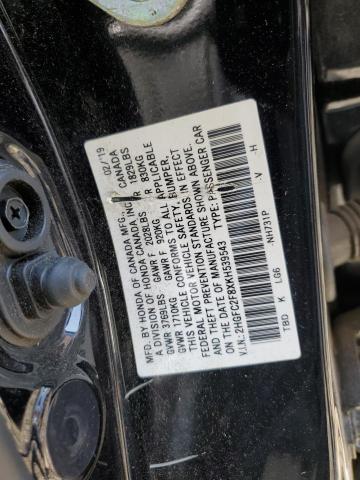 MFD. BY HONDA OF CANADA MFG., 02/19
A DIVISION OF HONDA CANADA INC., CANADA
GVWR 3769LBS GAWR F 2028LBS R 1829LBS
GVWR 1710KG GAWR F 920KG R 830KG
THIS VEHICLE CONFORMS TO ALL APPLICABLE
FEDERAL MOTOR VEHICLE SAFETY, BUMPER,
AND THEFT PREVENTION STANDARDS IN EFFECT
ON THE DATE OF MANUFACTURE SHOWN ABOVE.
V.I.N.: 2HGFC2F8XKH539543 TYPE: PASSENGER CAR
NH731P V H
TBD K LG6